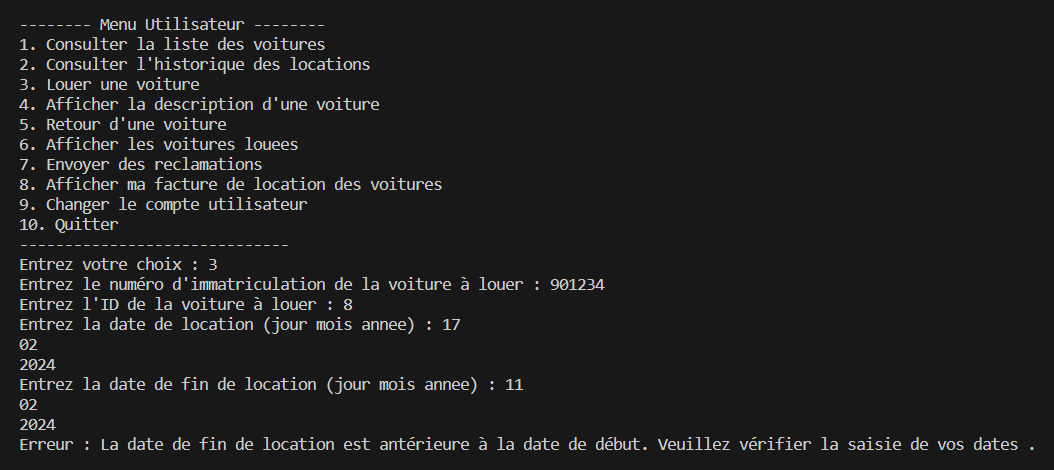 -------- Menu Utilisateur --------
1. Consulter la liste des voitures
2. Consulter l'historique des locations
3. Louer une voiture
4. Afficher la description d'une voiture
5. Retour d'une voiture
6. Afficher les voitures louees
7. Envoyer des reclamations
8. Afficher ma facture de location des voitures
9. Changer le compte utilisateur
10. Quitter
------------------------------
Entrez votre choix : 3
Entrez le numéro d'immatriculation de la voiture à louer : 901234
Entrez l'ID de la voiture à louer : 8
Entrez la date de location (jour mois annee) : 17
02
2024
Entrez la date de fin de location (jour mois annee) : 11
02
2024
Erreur : La date de fin de location est antérieure à la date de début. Veuillez vérifier la saisie de vos dates .